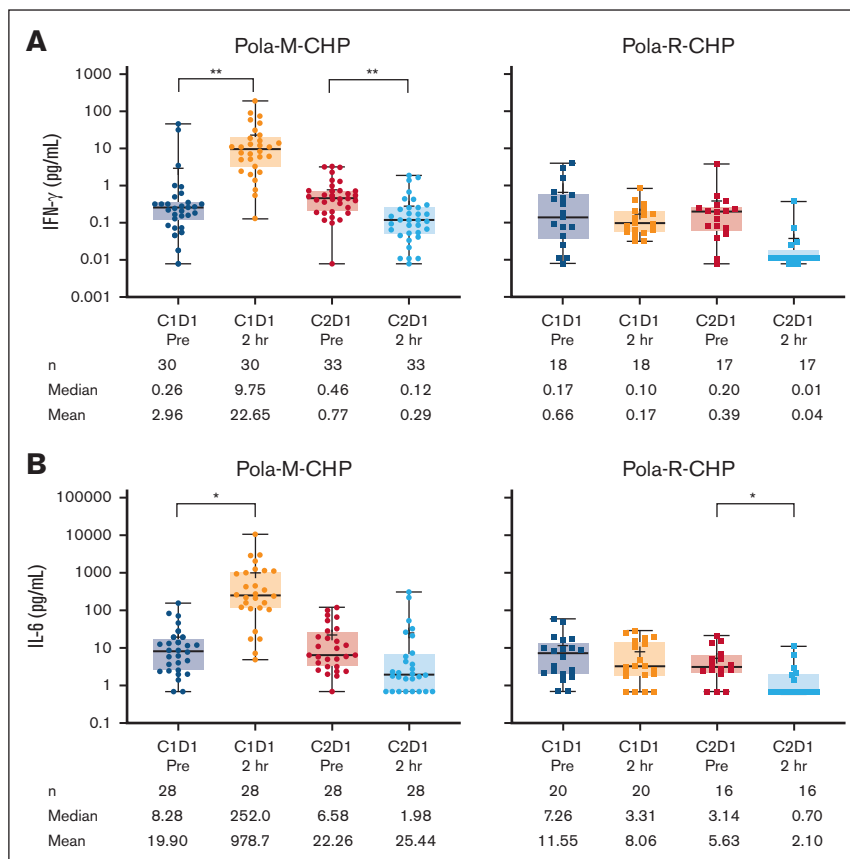 A
Pola-M-CHP
Pola-R-CHP
IFN-γ (pg/mL)
1000
100
10
1
0.1
0.01
0.001
**
**
C1D1 Pre
C1D1 2 hr
C2D1 Pre
C2D1 2 hr
C1D1 Pre
C1D1 2 hr
C2D1 Pre
C2D1 2 hr
n 30 30 33 33 18 18 17 17
Median 0.26 9.75 0.46 0.12 0.17 0.10 0.20 0.01
Mean 2.96 22.65 0.77 0.29 0.66 0.17 0.39 0.04
B
Pola-M-CHP
Pola-R-CHP
IL-6 (pg/mL)
100000
10000
1000
100
10
1
0.1
*
*
C1D1 Pre
C1D1 2 hr
C2D1 Pre
C2D1 2 hr
C1D1 Pre
C1D1 2 hr
C2D1 Pre
C2D1 2 hr
n 28 28 28 28 20 20 16 16
Median 8.28 252.0 6.58 1.98 7.26 3.31 3.14 0.70
Mean 19.90 978.7 22.26 25.44 11.55 8.06 5.63 2.10